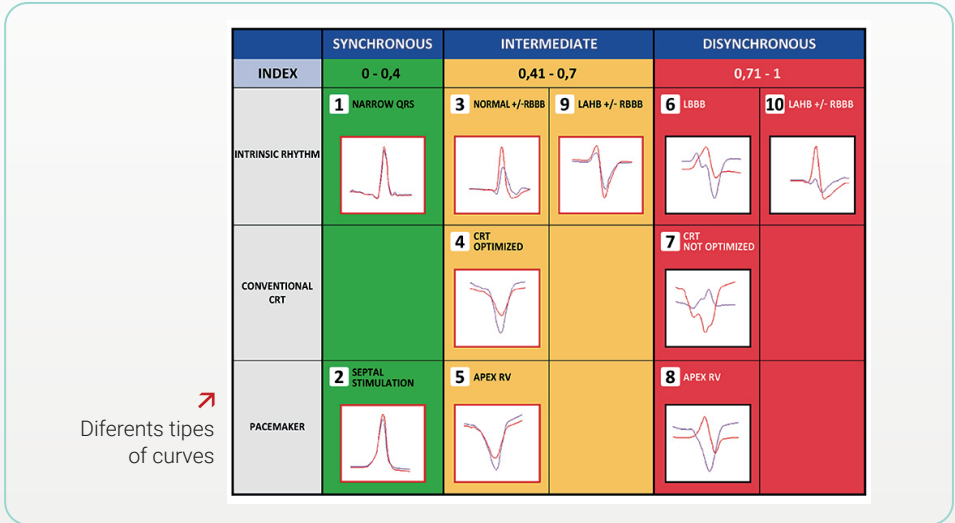 SYNCHRONOUS INTERMEDIATE DISYNCHRONOUS
INDEX 0 - 0,4 0,41 - 0,7 0,71 - 1
1 NARROW QRS 3 NORMAL +/-RBBB 9 LAHB +/- RBBB 6 LBBB 10 LAHB +/- RBBB
INTRINSIC RHYTHM
4 CRT
OPTIMIZED
7 CRT
NOT OPTIMIZED
CONVENTIONAL
CRT
2 SEPTAL
STIMULATION
5 APEX RV 8 APEX RV
PACEMAKER
Diferents tipes
of curves